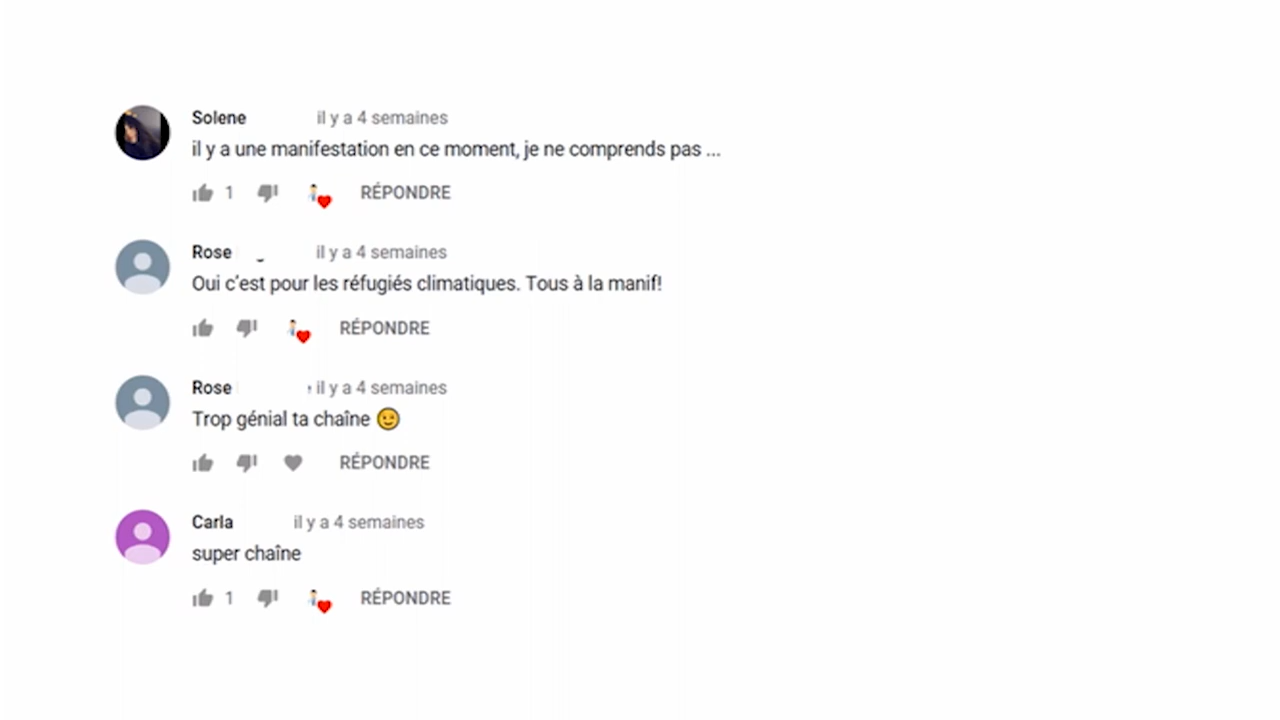 Solene il y a 4 semaines
il y a une manifestation en ce moment, je ne comprends pas ...
1 RÉPONDRE
Rose il y a 4 semaines
Oui c'est pour les réfugiés climatiques. Tous à la manif!
RÉPONDRE
Rose il y a 4 semaines
Trop génial ta chaîne 😉
RÉPONDRE
Carla il y a 4 semaines
super chaîne
1 RÉPONDRE